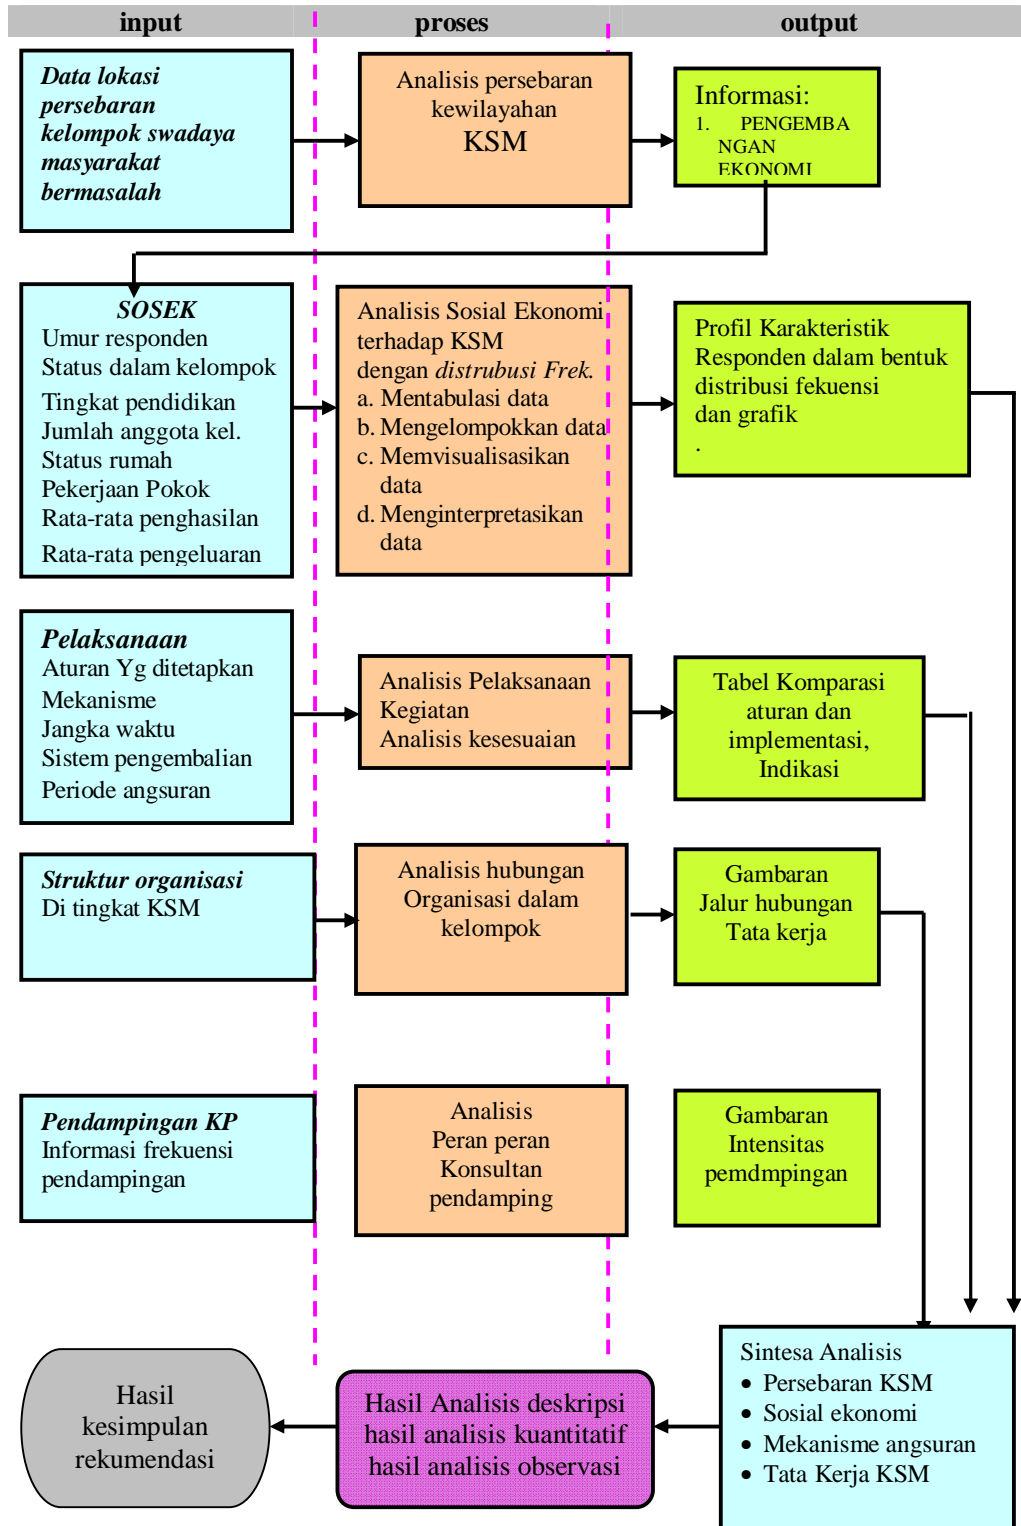 input proses output
Data lokasi
persebaran
kelompok swadaya
masyarakat
bermasalah
Analisis persebaran
kewilayahan
KSM
Informasi:
1. PENGEMBA
NGAN
EKONOMI
SOSEK
Umur responden
Status dalam kelompok
Tingkat pendidikan
Jumlah anggota kel.
Status rumah
Pekerjaan Pokok
Rata-rata penghasilan
Rata-rata pengeluaran
Analisis Sosial Ekonomi
terhadap KSM
dengan distrubusi Frek.
a. Mentabulasi data
b. Mengelompokkan data
c. Memvisualisasikan
data
d. Menginterpretasikan
data
Profil Karakteristik
Responden dalam bentuk
distribusi fekuensi
dan grafik
.
Pelaksanaan
Aturan Yg ditetapkan
Mekanisme
Jangka waktu
Sistem pengembalian
Periode angsuran
Analisis Pelaksanaan
Kegiatan
Analisis kesesuaian
Tabel Komparasi
aturan dan
implementasi,
Indikasi
Struktur organisasi
Di tingkat KSM
Analisis hubungan
Organisasi dalam
kelompok
Gambaran
Jalur hubungan
Tata kerja
Pendampingan KP
Informasi frekuensi
pendampingan
Analisis
Peran peran
Konsultan
pendamping
Gambaran
Intensitas
pemdmpingan
Sintesa Analisis
• Persebaran KSM
• Sosial ekonomi
• Mekanisme angsuran
• Tata Kerja KSM
Hasil Analisis deskripsi
hasil analisis kuantitatif
hasil analisis observasi
Hasil
kesimpulan
rekumendasi